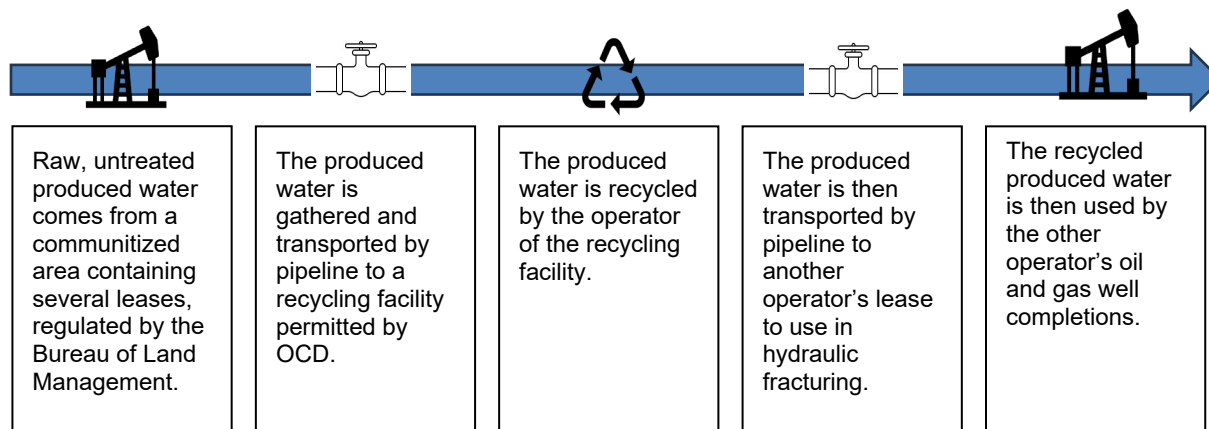 Raw, untreated
produced water
comes from a
communitized
area containing
several leases,
regulated by the
Bureau of Land
Management.
The produced
water is
gathered and
transported by
pipeline to a
recycling facility
permitted by
OCD.
The produced
water is recycled
by the operator
of the recycling
facility.
The produced
water is then
transported by
pipeline to
another
operator’s lease
to use in
hydraulic
fracturing.
The recycled
produced water
is then used by
the other
operator’s oil
and gas well
completions.